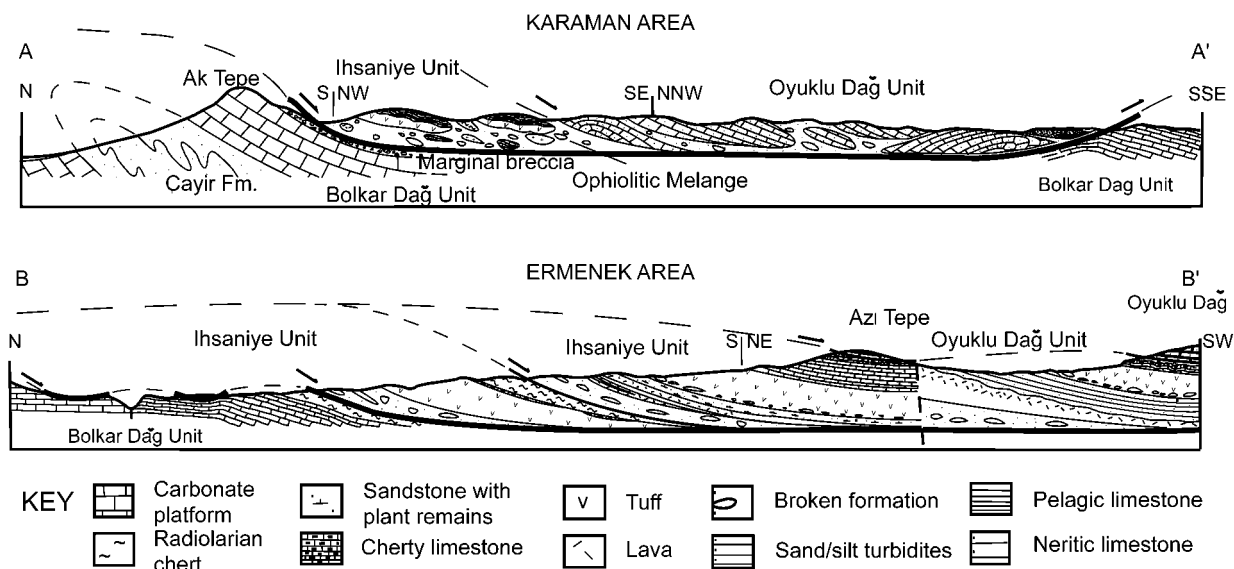 KARAMAN AREA
A
A'
N
Ak Tepe
Ihsaniye Unit
S
NW
SE
NNW
Oyuklu Dağ Unit
SSE
Marginal breccia
Cayir Fm.
Bolkar Dağ Unit
Ophiolitic Melange
Bolkar Dag Unit
B
ERMENEK AREA
B'
Oyuklu Dağ
N
Ihsaniye Unit
Ihsaniye Unit
S
NE
Azı Tepe
Oyuklu Dağ Unit
SW
Bolkar Dağ Unit
KEY
Carbonate
platform
Radiolarian
chert
Sandstone with
plant remains
Cherty limestone
Tuff
Lava
Broken formation
Sand/silt turbidites
Pelagic limestone
Neritic limestone